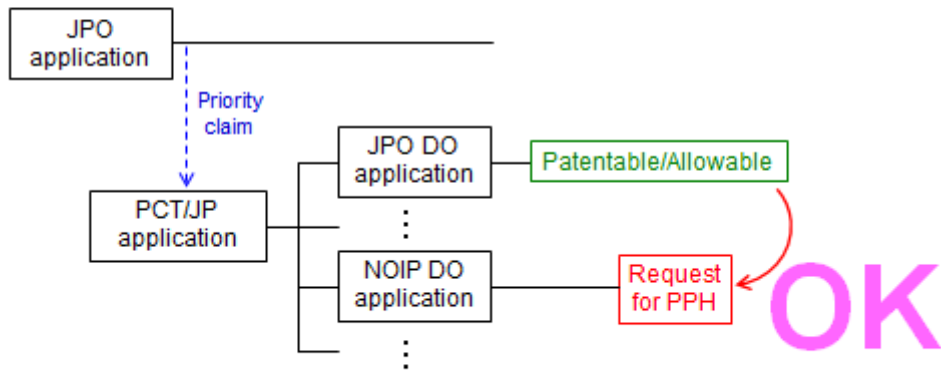 JPO
application
Priority
claim
JPO DO
application
Patentable/Allowable
PCT/JP
application
NOIP DO
application
Request
for PPH
OK